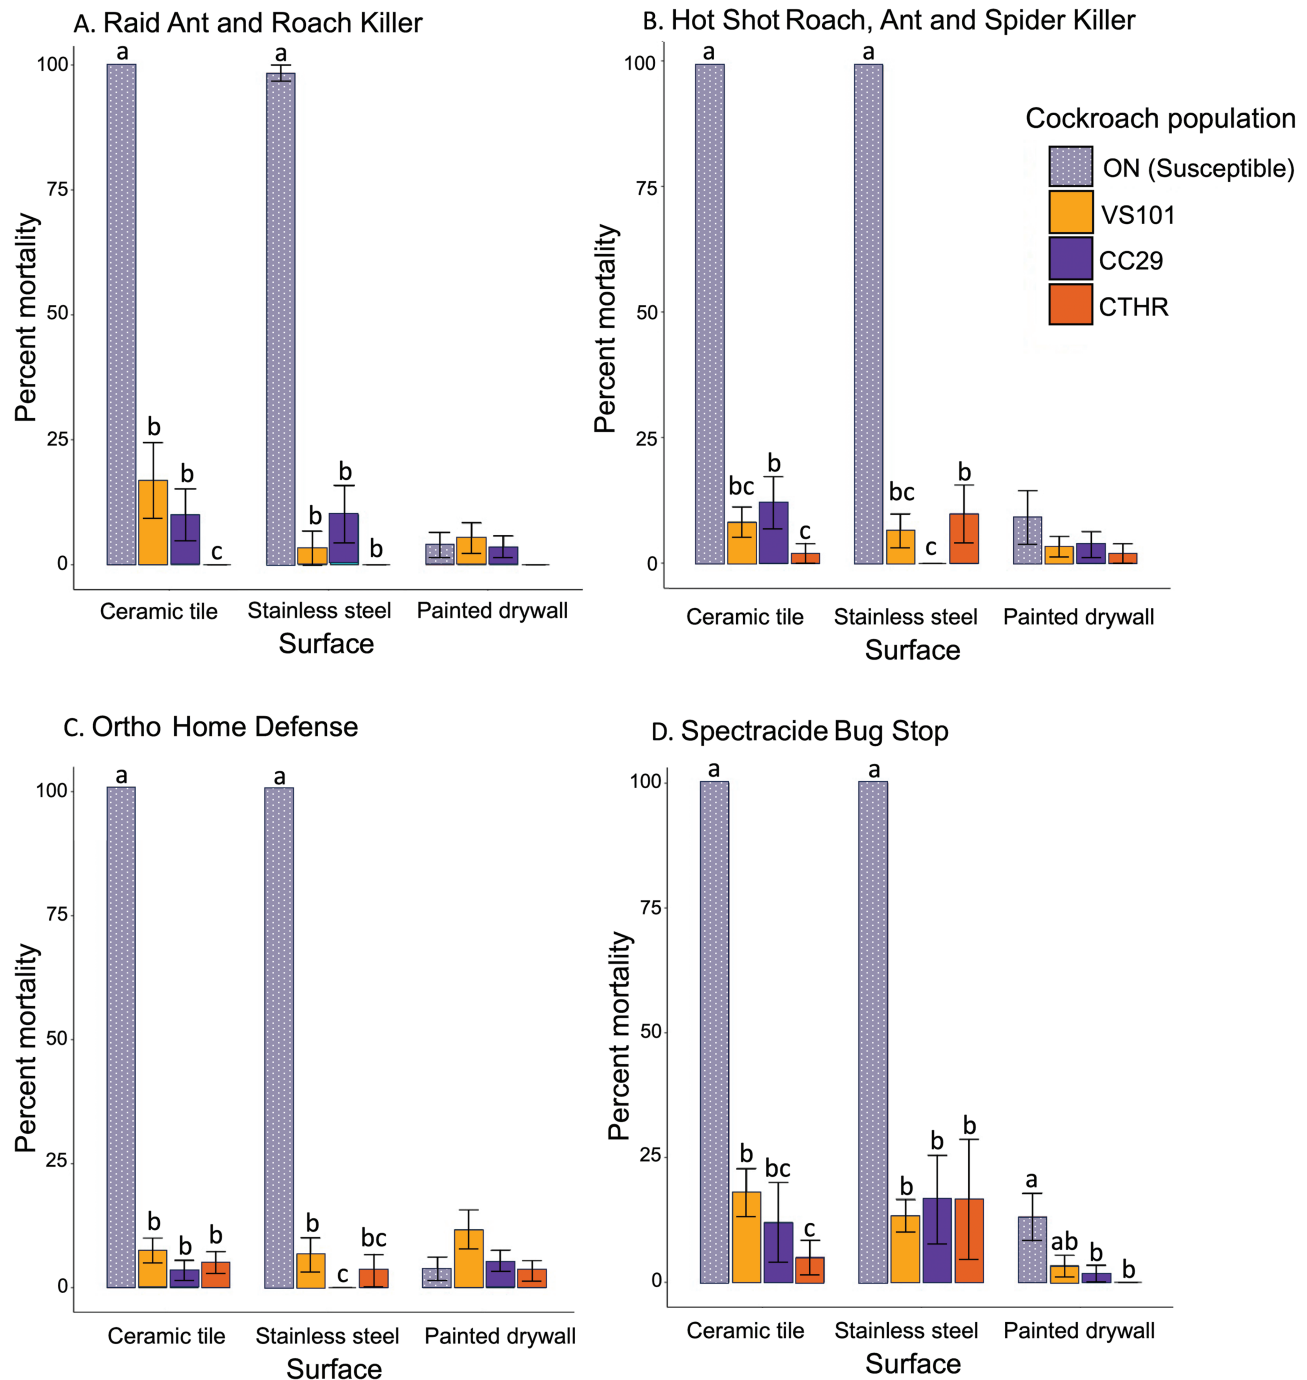 A. Raid Ant and Roach Killer
a
a
100
75
50
25
0
Percent mortality
b
b
c
b
b
b
Ceramic tile
Stainless steel
Painted drywall
Surface
B. Hot Shot Roach, Ant and Spider Killer
a
a
100
75
50
25
0
Percent mortality
bc
b
c
bc
c
b
Ceramic tile
Stainless steel
Painted drywall
Surface
Cockroach population
ON (Susceptible)
VS101
CC29
CTHR
C. Ortho Home Defense
a
a
100
75
50
25
0
Percent mortality
b
b
b
b
c
bc
Ceramic tile
Stainless steel
Painted drywall
Surface
D. Spectracide Bug Stop
a
a
100
75
50
25
0
Percent mortality
b
bc
c
b
b
b
a
ab
b
b
Ceramic tile
Stainless steel
Painted drywall
Surface